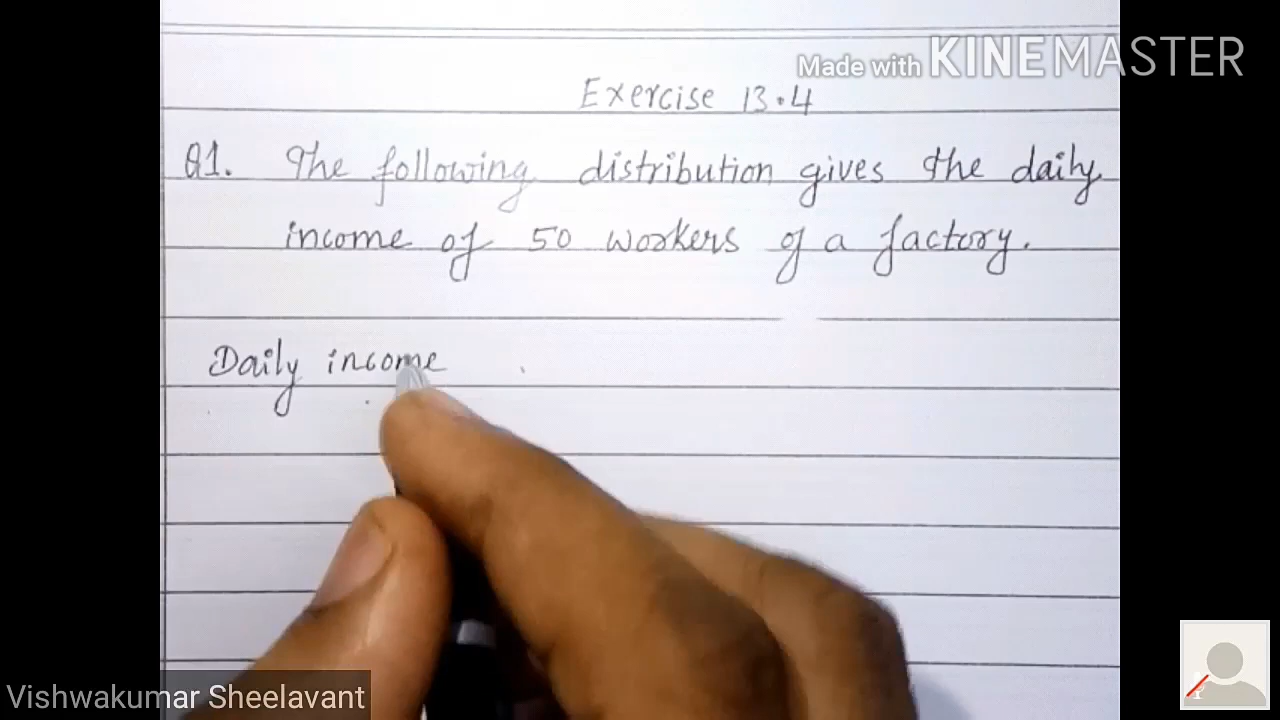 Made with KINEMASTER
Exercise 13.4
Q1. The following distribution gives the daily
income of 50 workers of a factory.
Daily income
Vishwakumar Sheelavant